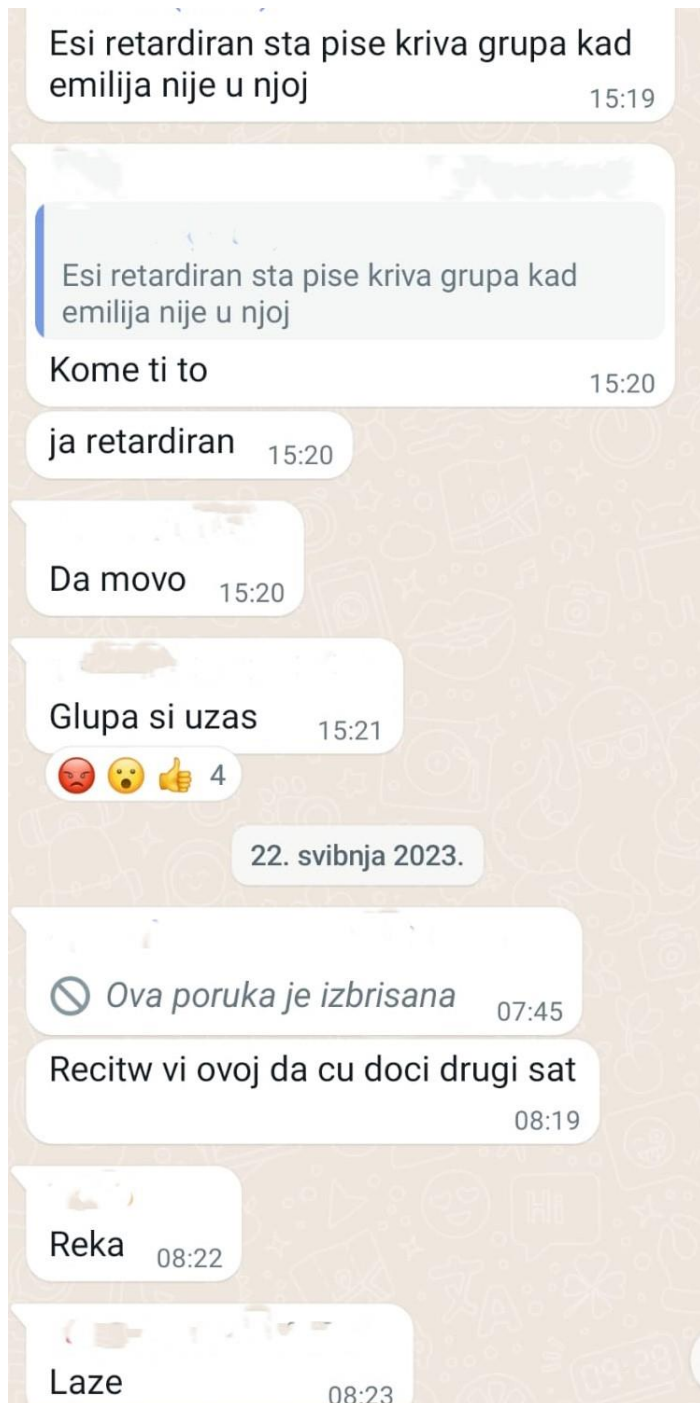 Esi retardiran sta pise kriva grupa kad
emilija nije u njoj
15:19
Esi retardiran sta pise kriva grupa kad
emilija nije u njoj
Kome ti to
15:20
ja retardiran 15:20
Da movo 15:20
Glupa si uzas 15:21
4
22. svibnja 2023.
Ova poruka je izbrisana 07:45
Recitw vi ovoj da cu doci drugi sat
08:19
Reka 08:22
Laze 08:23